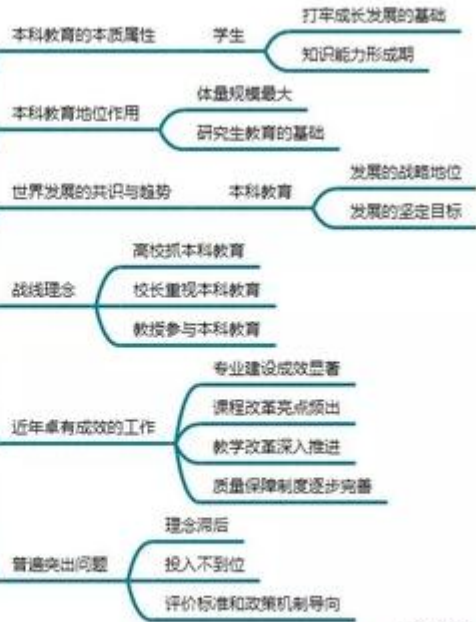 本科教育的本质属性
学生
打牢成长发展的基础
知识能力形成期
本科教育地位作用
体量规模最大
研究生教育的基础
世界发展的共识与趋势
本科教育
发展的战略地位
发展的坚定目标
战线理念
高校抓本科教育
校长重视本科教育
教授参与本科教育
近年卓有成效的工作
专业建设成效显著
课程改革亮点频出
教学改革深入推进
质量保障制度逐步完善
普遍突出问题
理念滞后
投入不到位
评价标准和政策机制导向